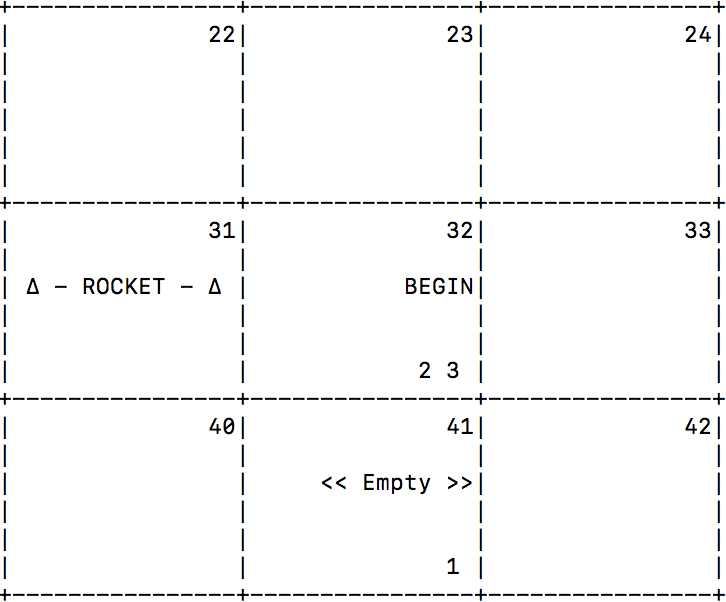 +----------------+----------------+----------------+
|              22|              23|              24|
|                |                |                |
|                |                |                |
|                |                |                |
|                |                |                |
|                |                |                |
+----------------+----------------+----------------+
|              31|              32|              33|
|                |                |                |
| Δ - ROCKET - Δ |           BEGIN|                |
|                |                |                |
|                |                |                |
|                |            2 3 |                |
+----------------+----------------+----------------+
|              40|              41|              42|
|                |                |                |
|                |     << Empty >>|                |
|                |                |                |
|                |                |                |
|                |              1 |                |
+----------------+----------------+----------------+